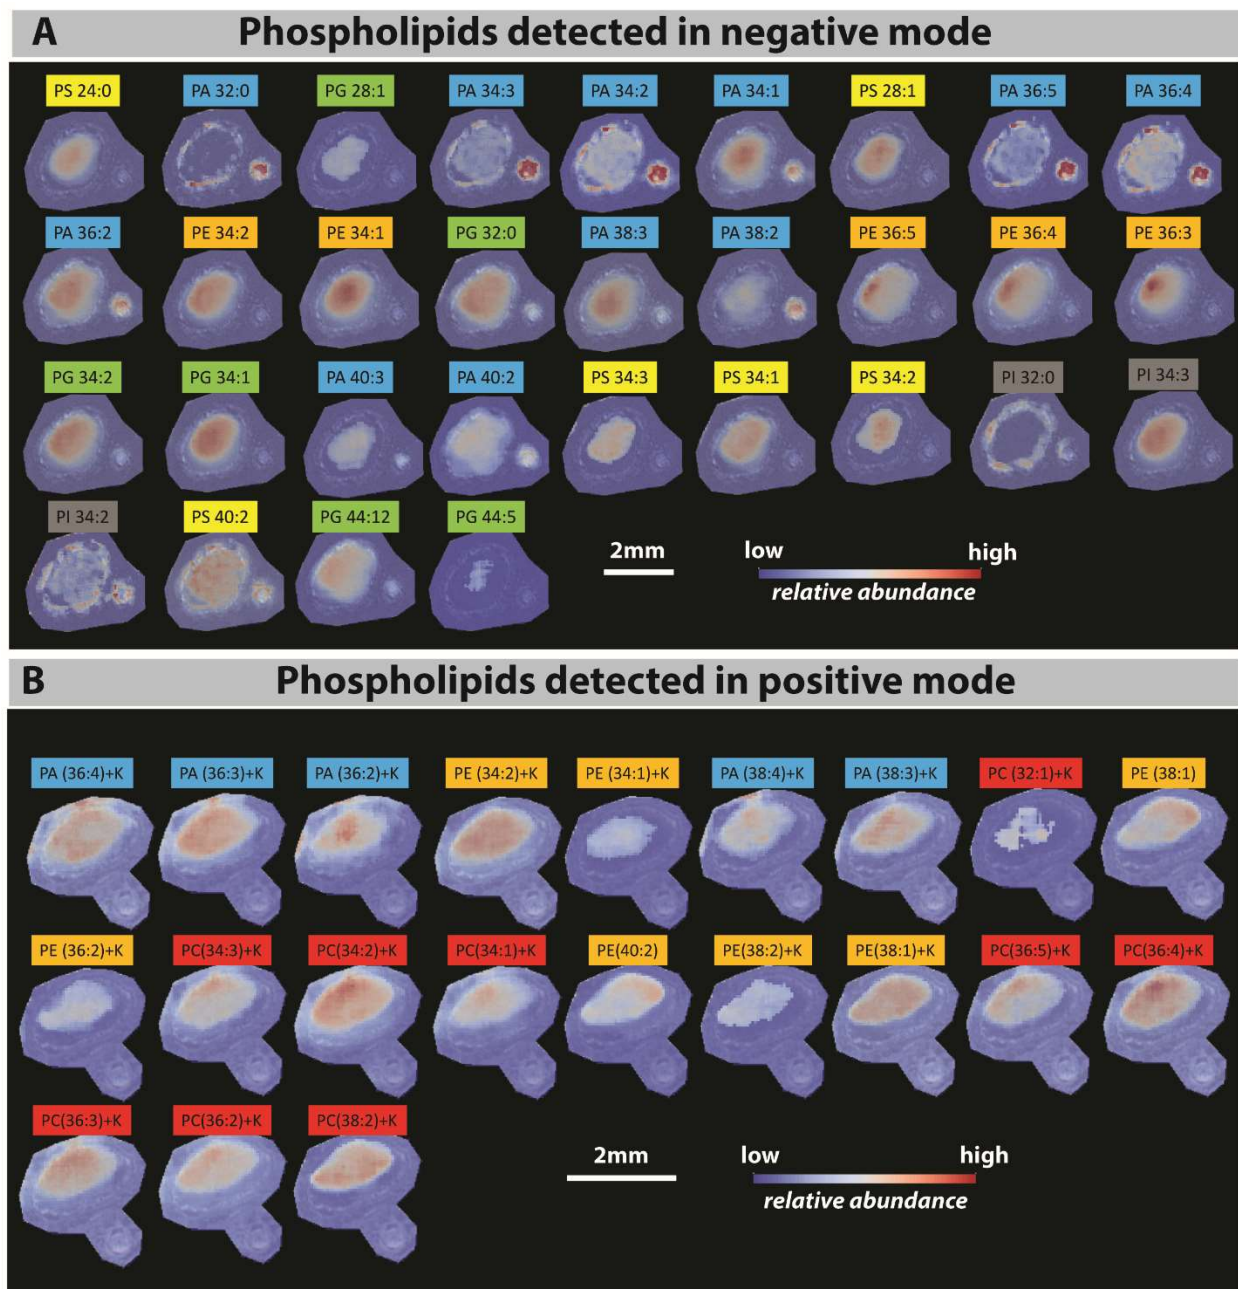 A Phospholipids detected in negative mode
PS 24:0 PA 32:0 PG 28:1 PA 34:3 PA 34:2 PA 34:1 PS 28:1 PA 36:5 PA 36:4
PA 36:2 PE 34:2 PE 34:1 PG 32:0 PA 38:3 PA 38:2 PE 36:5 PE 36:4 PE 36:3
PG 34:2 PG 34:1 PA 40:3 PA 40:2 PS 34:3 PS 34:1 PS 34:2 PI 32:0 PI 34:3
PI 34:2 PS 40:2 PG 44:12 PG 44:5
2mm low high
relative abundance
B Phospholipids detected in positive mode
PA (36:4)+K PA (36:3)+K PA (36:2)+K PE (34:2)+K PE (34:1)+K PA (38:4)+K PA (38:3)+K PC (32:1)+K PE (38:1)
PE (36:2)+K PC(34:3)+K PC(34:2)+K PC(34:1)+K PE(40:2) PE(38:2)+K PE(38:1)+K PC(36:5)+K PC(36:4)+K
PC(36:3)+K PC(36:2)+K PC(38:2)+K
2mm low high
relative abundance